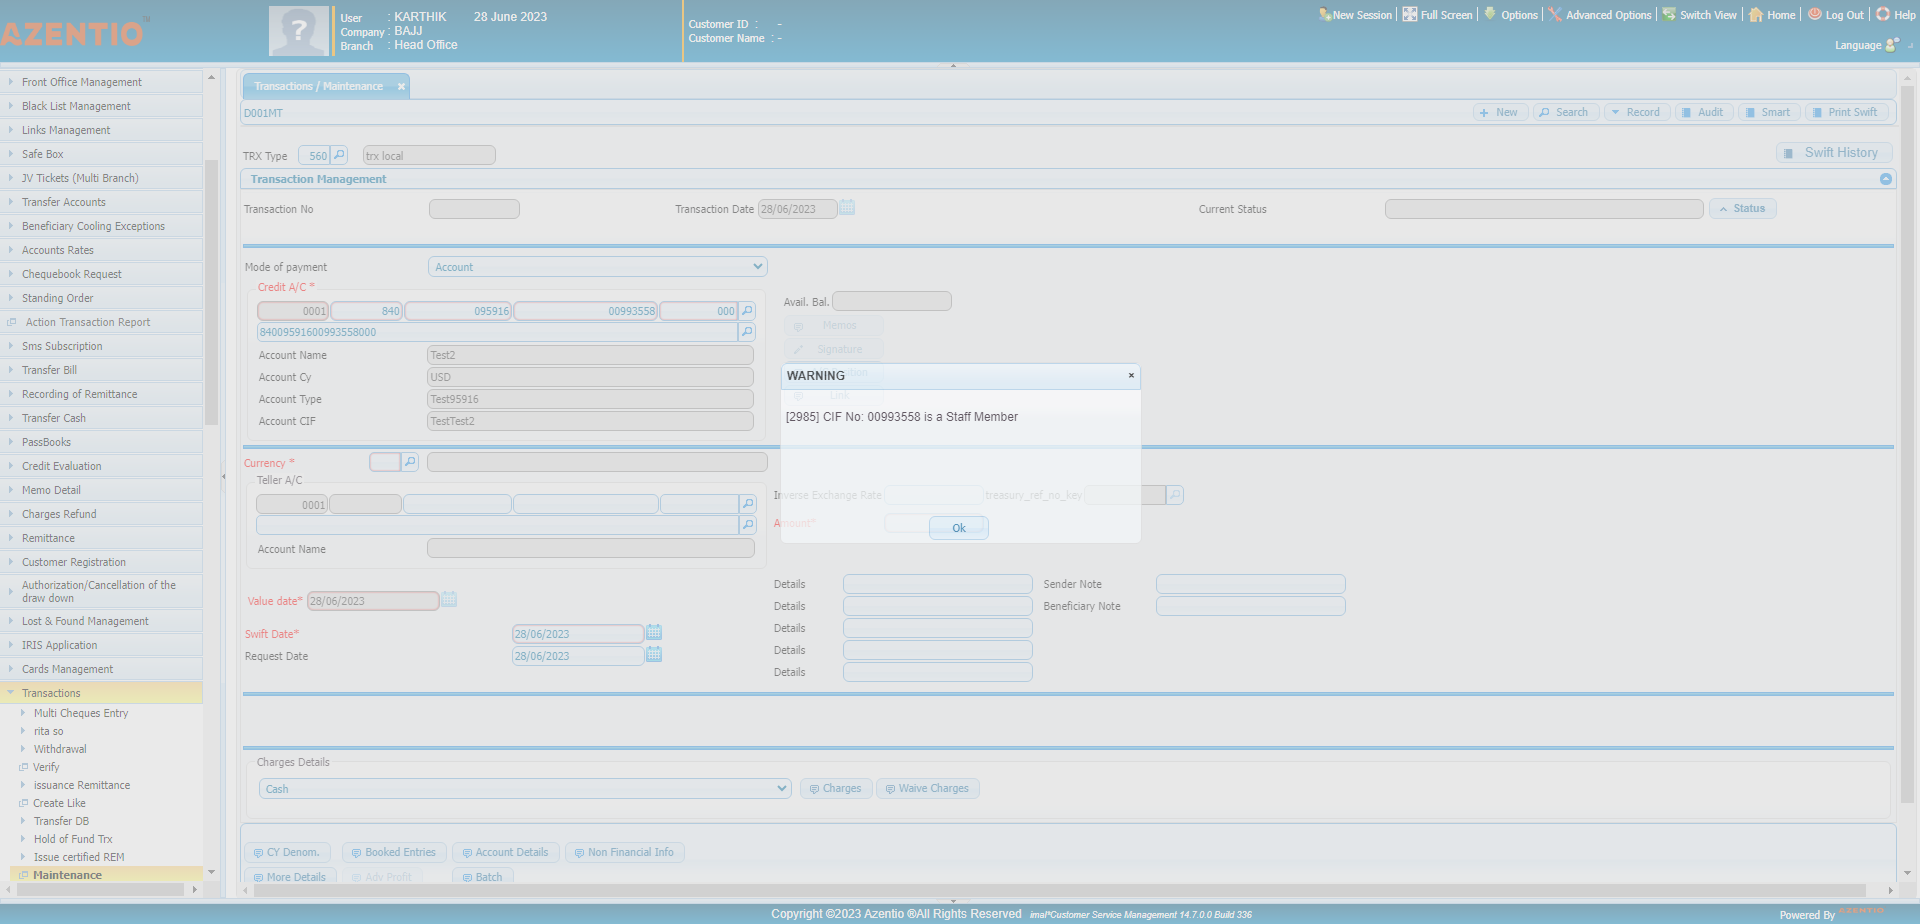 AZENTIO
User : KARTHIK 28 June 2023
Company : BAJJ
Branch : Head Office
Customer ID : -
Customer Name : -
New Session | Full Screen | Options | Advanced Options | Switch View | Home | Log Out | Help
Language
Front Office Management
Black List Management
Links Management
Safe Box
JV Tickets (Multi Branch)
Transfer Accounts
Beneficiary Cooling Exceptions
Accounts Rates
Chequebook Request
Standing Order
Action Transaction Report
Sms Subscription
Transfer Bill
Recording of Remittance
Transfer Cash
PassBooks
Credit Evaluation
Memo Detail
Charges Refund
Remittance
Customer Registration
Authorization/Cancellation of the
draw down
Lost & Found Management
IRIS Application
Cards Management
Transactions
Multi Cheques Entry
rita so
Withdrawal
Verify
issuance Remittance
Create Like
Transfer DB
Hold of Fund Trx
Issue certified REM
Maintenance
Transactions / Maintenance
D001MT
New Search Record Audit Smart Print Swift
TRX Type 560 trx local
Swift History
Transaction Management
Transaction No
Transaction Date 28/06/2023
Current Status
Status
Mode of payment Account
Credit A/C *
0001 840 095916 00993558 000
84009591600993558000
Account Name Test2
Account Cy USD
Account Type Test95916
Account CIF TestTest2
Avail. Bal.
Memos
Signature
Link
WARNING
[2985] CIF No: 00993558 is a Staff Member
Ok
Currency *
Teller A/C
0001
Account Name
Inverse Exchange Rate
treasury_ref_no_key
Amount*
Value date* 28/06/2023
Swift Date* 28/06/2023
Request Date 28/06/2023
Details
Details
Details
Details
Details
Sender Note
Beneficiary Note
Charges Details
Cash
Charges
Waive Charges
CY Denom. Booked Entries Account Details Non Financial Info
More Details Adv Profit Batch
Copyright ©2023 Azentio ®All Rights Reserved imal*Customer Service Management 14.7.0.0 Build 336
Powered By AZENTIO